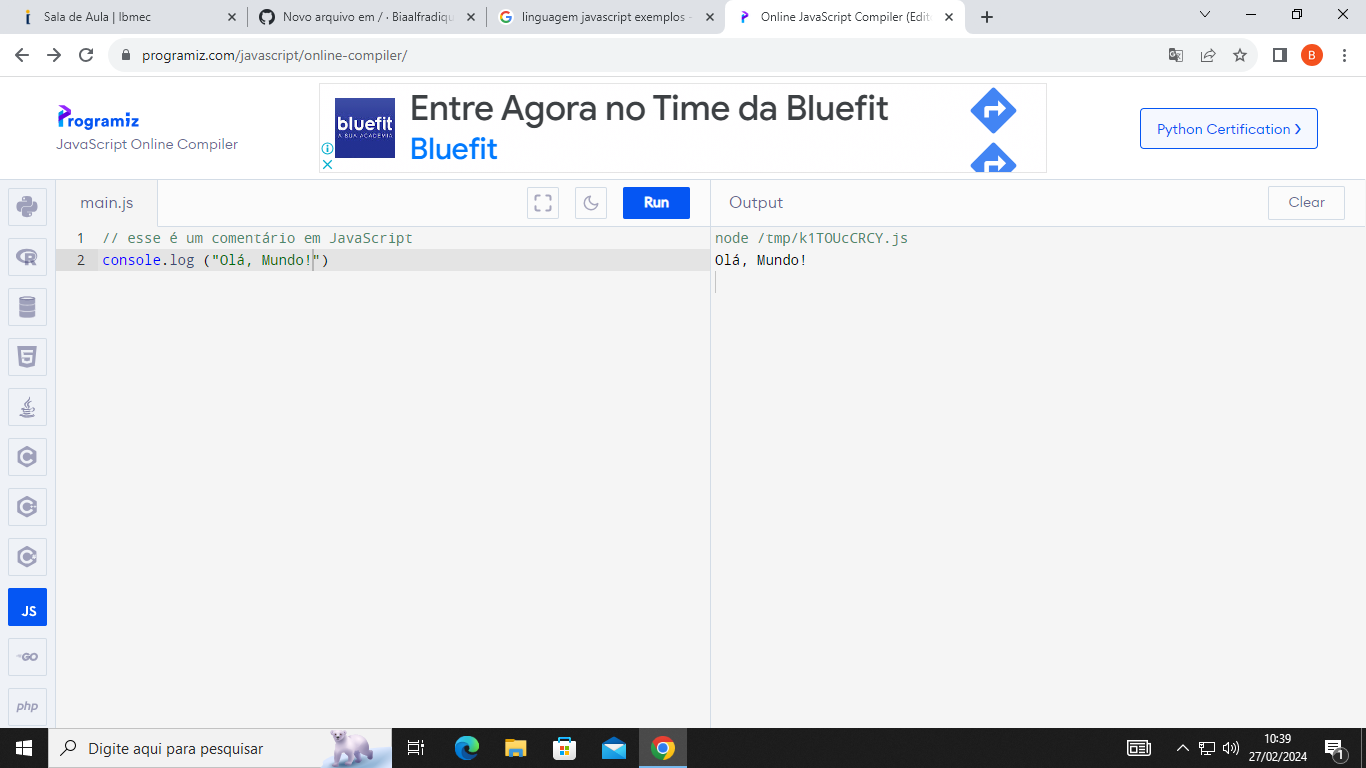 Sala de Aula | Ibmec
Novo arquivo em / · Biaalfradiqu
linguagem javascript exemplos -
Online JavaScript Compiler (Edit
programiz.com/javascript/online-compiler/
B
Programiz
JavaScript Online Compiler
bluefit
A SUA ACADEMIA
Entre Agora no Time da Bluefit
Bluefit
Python Certification
main.js
Run
Output
Clear
1 // esse é um comentário em JavaScript
2 console.log ("Olá, Mundo!")
node /tmp/k1TOUcCRCY.js
Olá, Mundo!
JS
GO
php
Digite aqui para pesquisar
10:39
27/02/2024
1